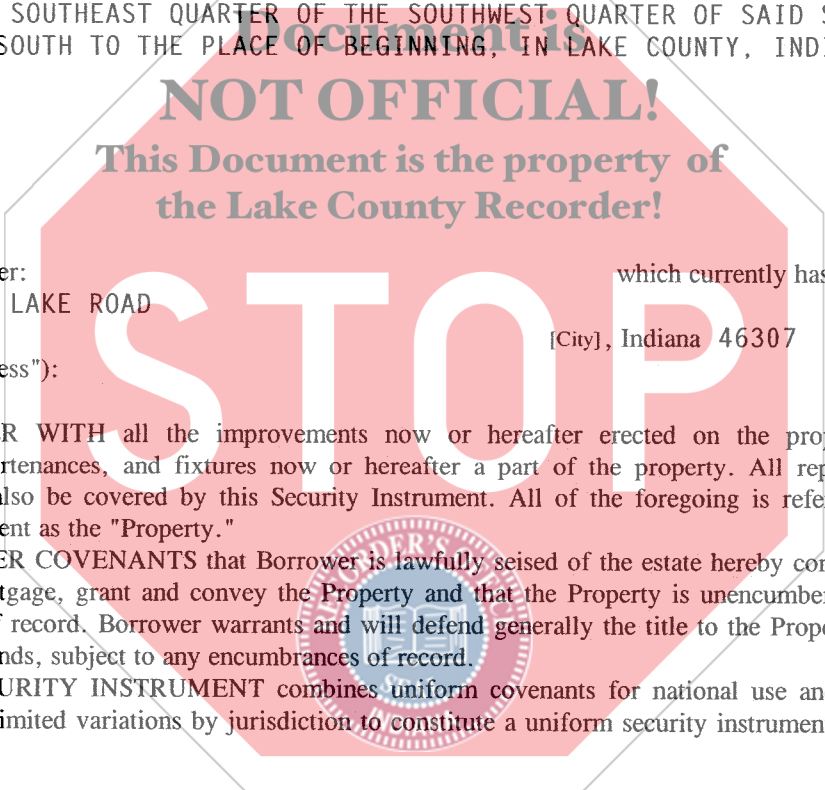 SOUTHEAST QUARTER OF THE SOUTHWEST QUARTER OF SAID S
SOUTH TO THE PLACE OF BEGINNING, IN LAKE COUNTY, INDI
Document is
NOT OFFICIAL!
This Document is the property of
the Lake County Recorder!
er: which currently has
LAKE ROAD
[City], Indiana 46307
ess"):
STOP
R WITH all the improvements now or hereafter erected on the prop
rtenances, and fixtures now or hereafter a part of the property. All rep
also be covered by this Security Instrument. All of the foregoing is refe
ent as the "Property."
ER COVENANTS that Borrower is lawfully seised of the estate hereby con
tgage, grant and convey the Property and that the Property is unencumber
f record. Borrower warrants and will defend generally the title to the Prope
nds, subject to any encumbrances of record.
URITY INSTRUMENT combines uniform covenants for national use an
imited variations by jurisdiction to constitute a uniform security instrumen